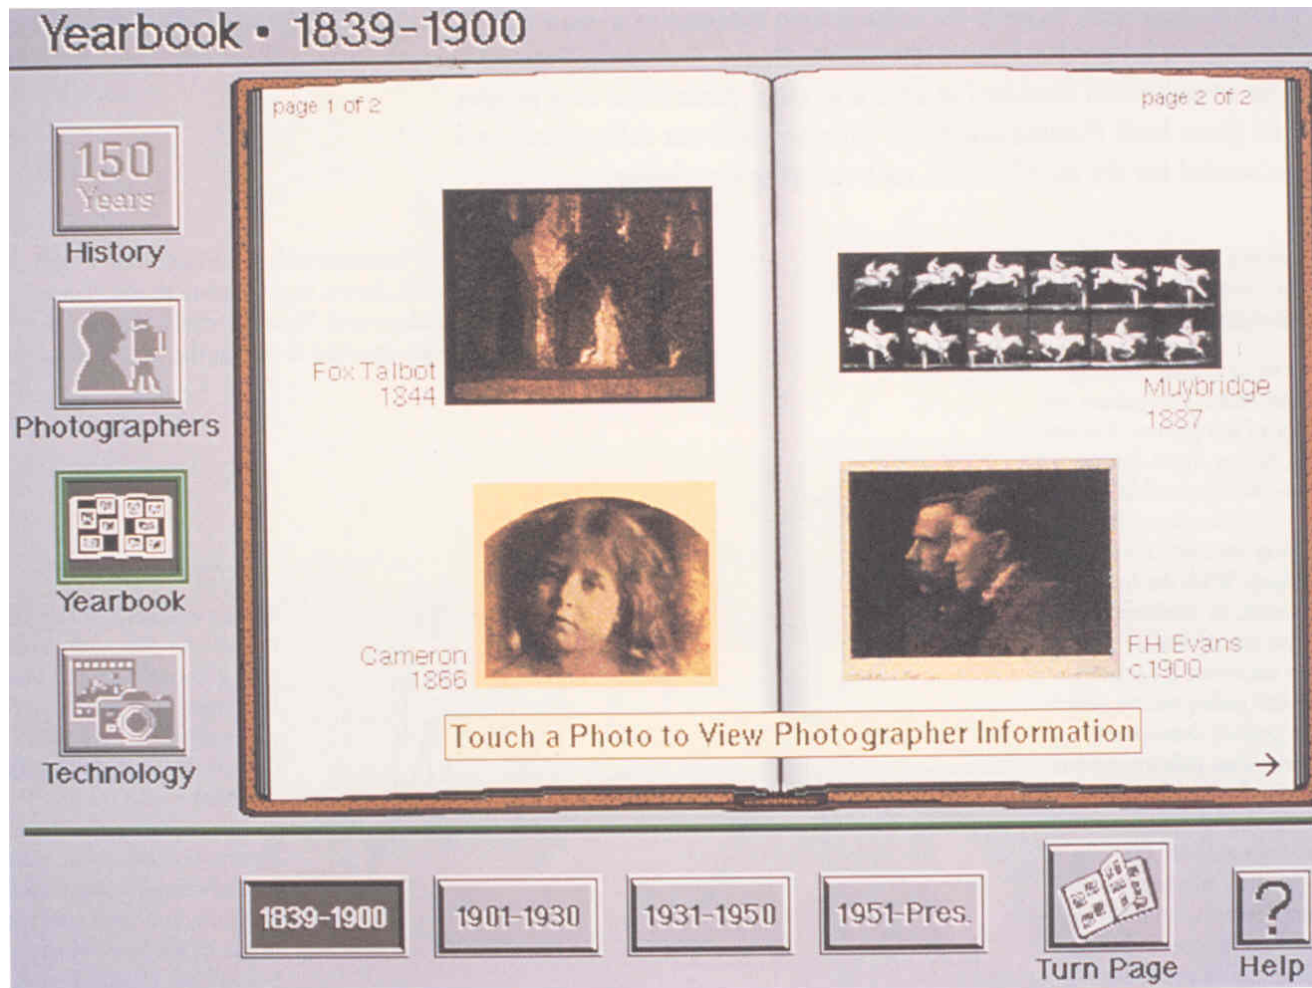 Yearbook • 1839-1900
page 1 of 2
page 2 of 2
150
Years
History
Photographers
Yearbook
Technology
Fox Talbot
1844
Muybridge
1887
Cameron
1866
F.H. Evans
c.1900
Touch a Photo to View Photographer Information
→
1839-1900
1901-1930
1931-1950
1951-Pres.
Turn Page
?
Help